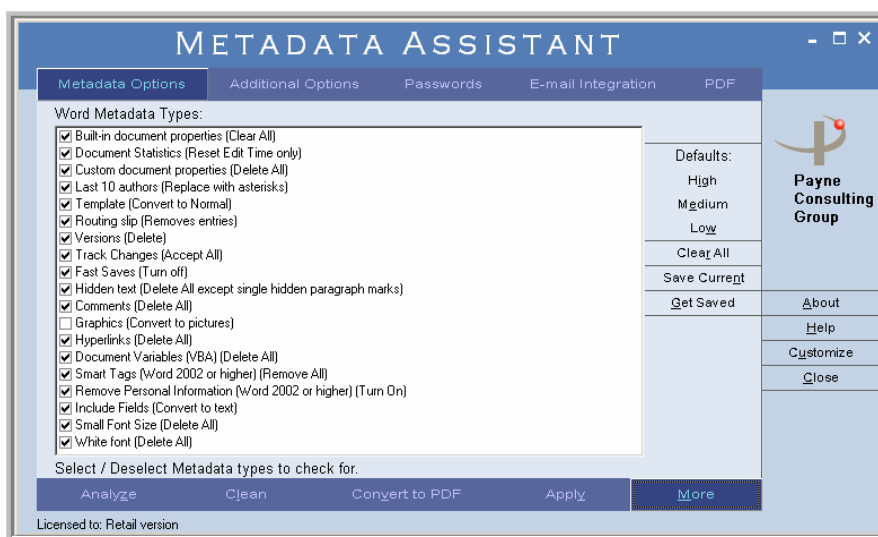 METADATA ASSISTANT
Metadata Options Additional Options Passwords E-mail Integration PDF
Word Metadata Types:
Built-in document properties (Clear All)
Document Statistics (Reset Edit Time only)
Custom document properties (Delete All)
Last 10 authors (Replace with asterisks)
Template (Convert to Normal)
Routing slip (Removes entries)
Versions (Delete)
Track Changes (Accept All)
Fast Saves (Turn off)
Hidden text (Delete All except single hidden paragraph marks)
Comments (Delete All)
Graphics (Convert to pictures)
Hyperlinks (Delete All)
Document Variables (VBA) (Delete All)
Smart Tags (Word 2002 or higher) (Remove All)
Remove Personal Information (Word 2002 or higher) (Turn On)
Include Fields (Convert to text)
Small Font Size (Delete All)
White font (Delete All)
Select / Deselect Metadata types to check for.
Defaults:
High
Medium
Low
Clear All
Save Current
Get Saved
Payne
Consulting
Group
About
Help
Customize
Close
Analyze Clean Convert to PDF Apply More
Licensed to: Retail version